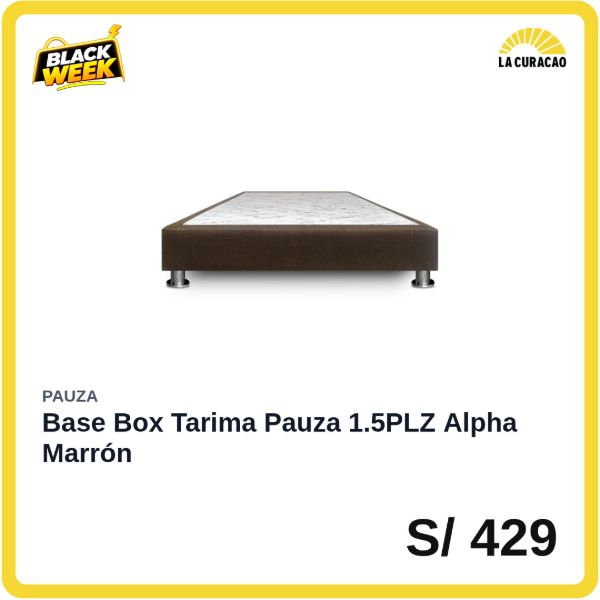 BLACK
WEEK
LA CURACAO
PAUZA
Base Box Tarima Pauza 1.5PLZ Alpha
Marrón
S/ 429